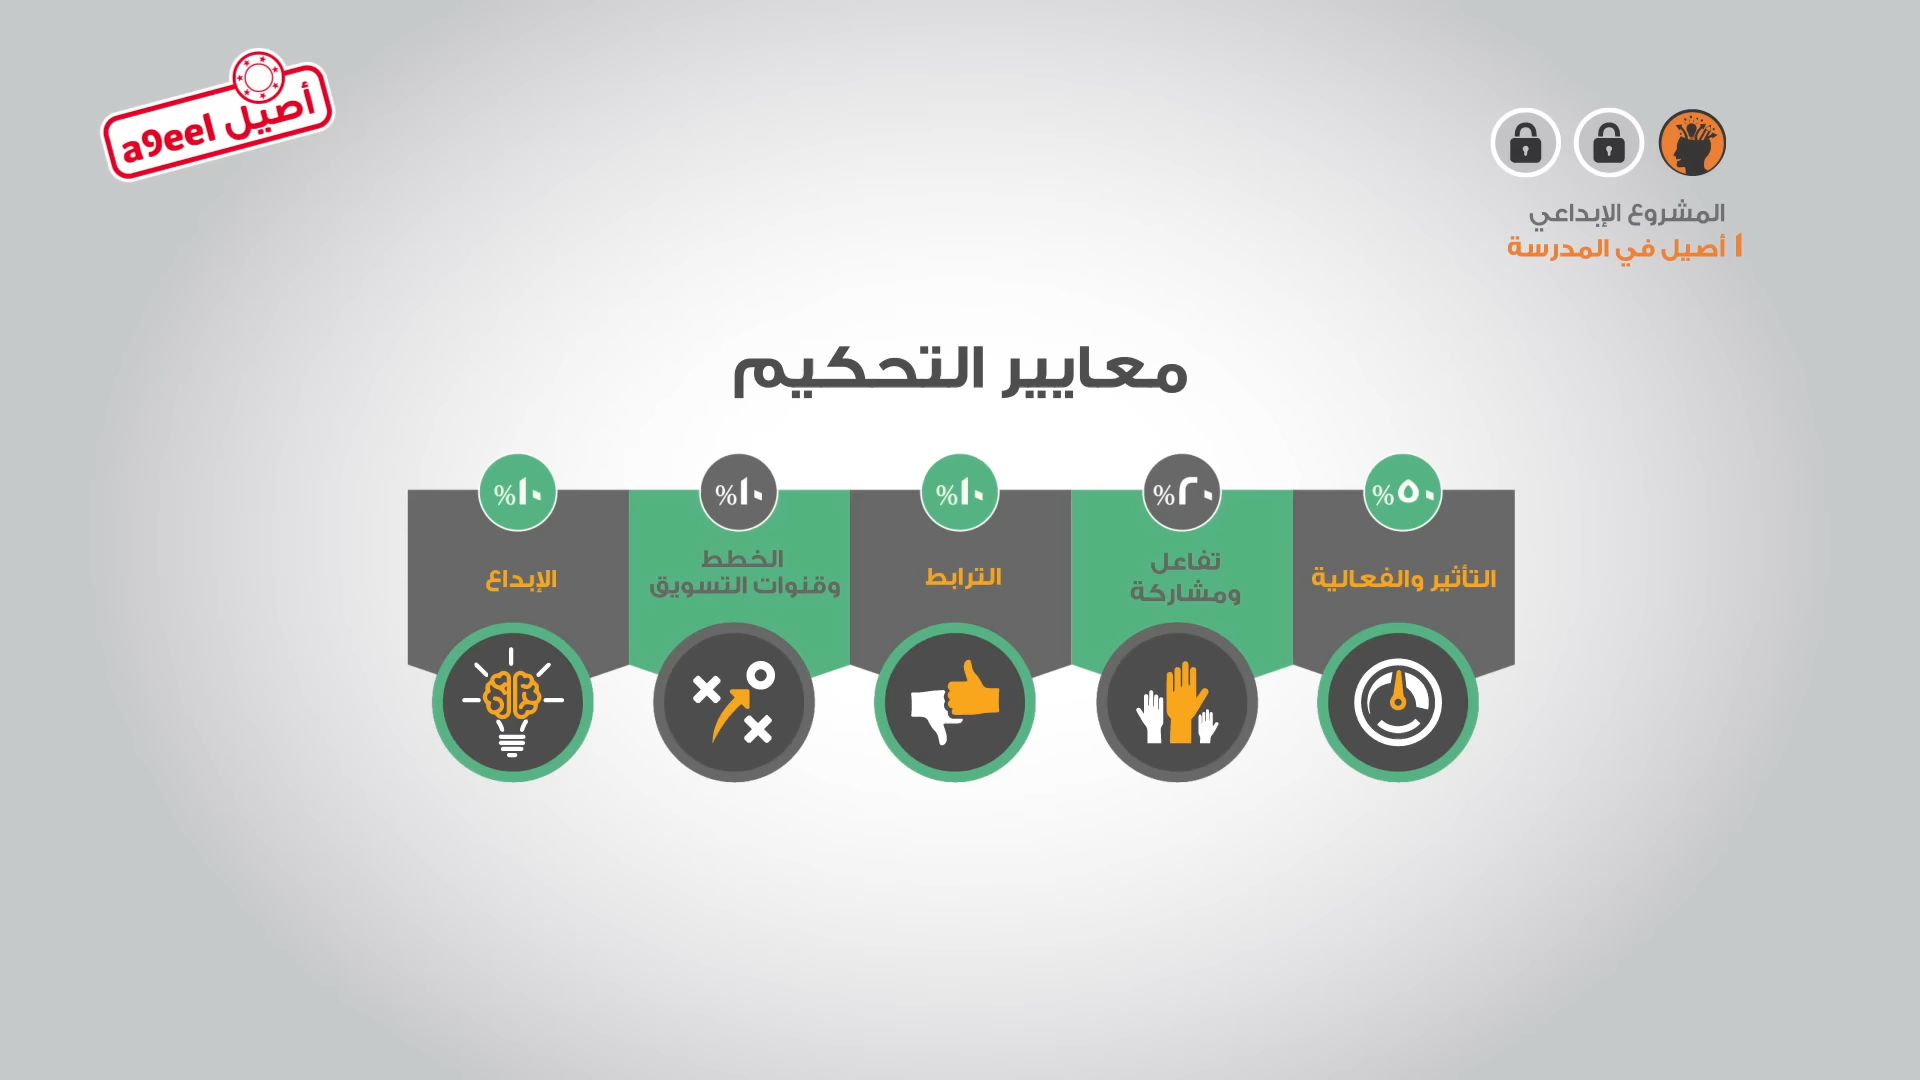 أصيل a9eel
المشروع الإبداعي
١ أصيل في المدرسة
معايير التحكيم
٥٠%
التأثير والفعالية
٢٠%
تفاعل
ومشاركة
١٠%
الترابط
١٠%
الخطط
وقنوات التسويق
١٠%
الإبداع